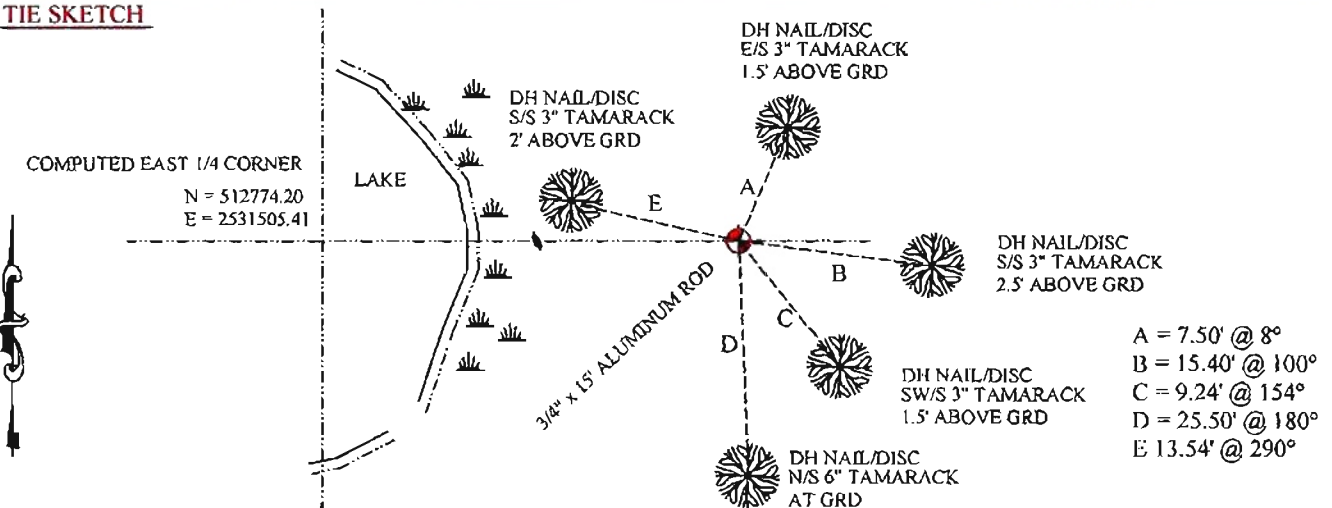 TIE SKETCH
DH NAIL/DISC
E/S 3" TAMARACK
1.5' ABOVE GRD
DH NAIL/DISC
S/S 3" TAMARACK
2' ABOVE GRD
COMPUTED EAST 1/4 CORNER
N = 512774.20
E = 2531505.41
LAKE
A
E
B
DH NAIL/DISC
S/S 3" TAMARACK
2.5' ABOVE GRD
C
D
3/4" x 15' ALUMINUM ROD
DH NAIL/DISC
SW/S 3" TAMARACK
1.5' ABOVE GRD
A = 7.50' @ 8°
B = 15.40' @ 100°
C = 9.24' @ 154°
D = 25.50' @ 180°
E 13.54' @ 290°
DH NAIL/DISC
N/S 6" TAMARACK
AT GRD